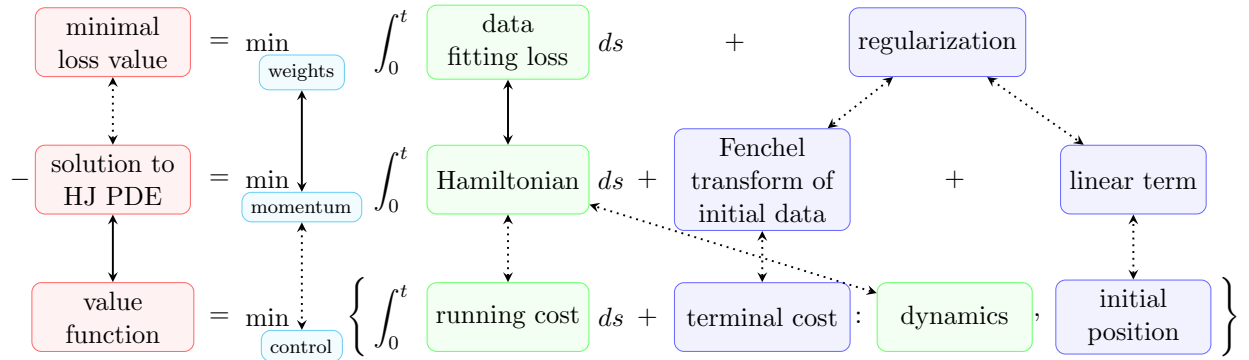 minimal loss value = min weights ∫₀ᵗ data fitting loss ds + regularization
− solution to HJ PDE = min momentum ∫₀ᵗ Hamiltonian ds + Fenchel transform of initial data + linear term
value function = min control { ∫₀ᵗ running cost ds + terminal cost : dynamics , initial position }